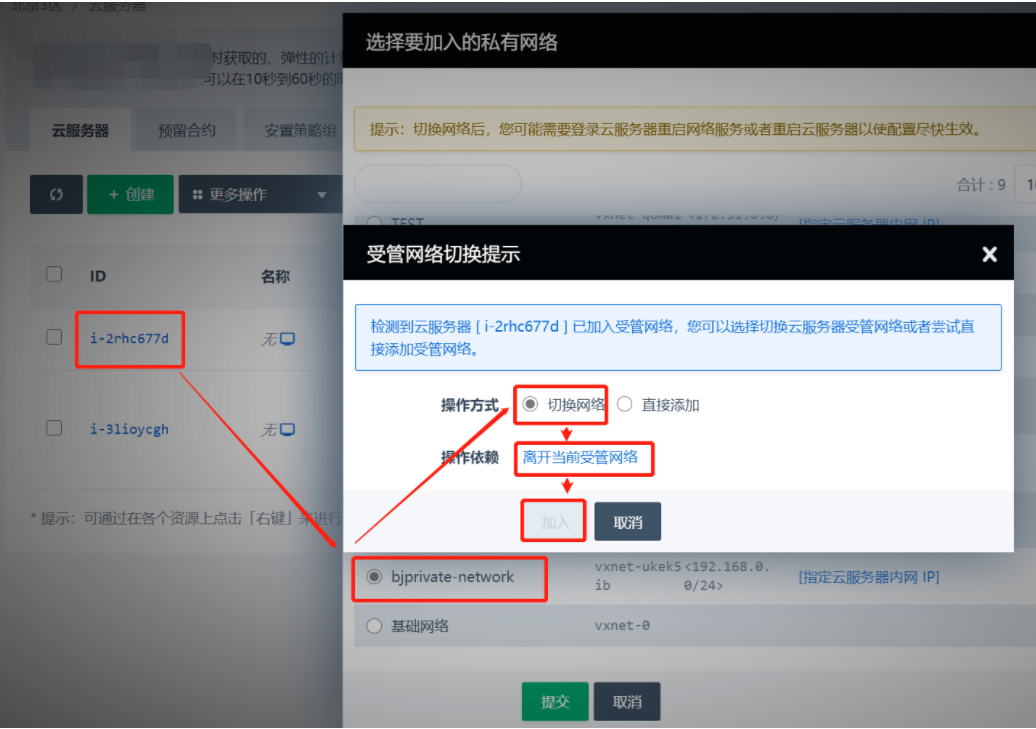 北京3区 / 云服务器
时获取的、弹性的计
可以在10秒到60秒的时
云服务器
预留合约
安置策略组
+ 创建
更多操作
ID
名称
i-2rhc677d
无
i-3lioycgh
无
* 提示：可通过在各个资源上点击「右键」来进行
选择要加入的私有网络
提示：切换网络后，您可能需要登录云服务器重启网络服务或者重启云服务器以使配置尽快生效。
合计：9
TEST
[指定云服务器内网 IP]
受管网络切换提示
检测到云服务器 [ i-2rhc677d ] 已加入受管网络，您可以选择切换云服务器受管网络或者尝试直
接添加受管网络。
操作方式
切换网络
直接添加
操作依赖
离开当前受管网络
加入
取消
bjprivate-network
vxnet-ukek5 <192.168.0.
ib 0/24>
[指定云服务器内网 IP]
基础网络
vxnet-0
提交
取消